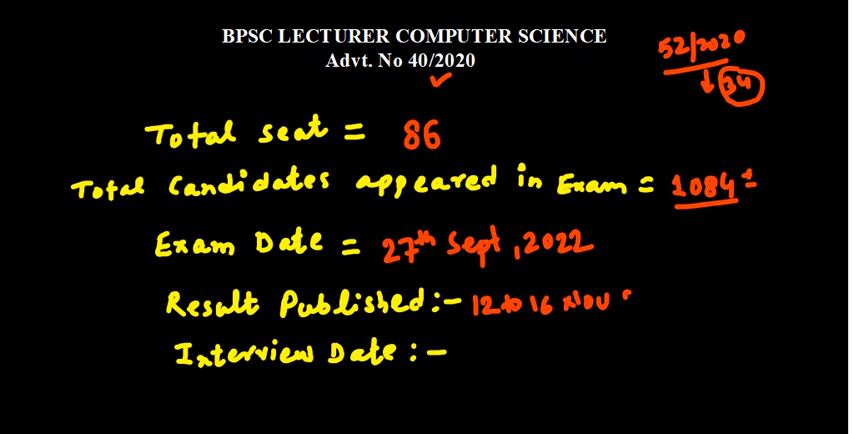 BPSC LECTURER COMPUTER SCIENCE
Advt. No 40/2020
52/2020
34
Total seat = 86
Total Candidates appeared in Exam = 1084 ±
Exam Date = 27th Sept, 2022
Result Published :- 12 to 16 Nov
Interview Date :-